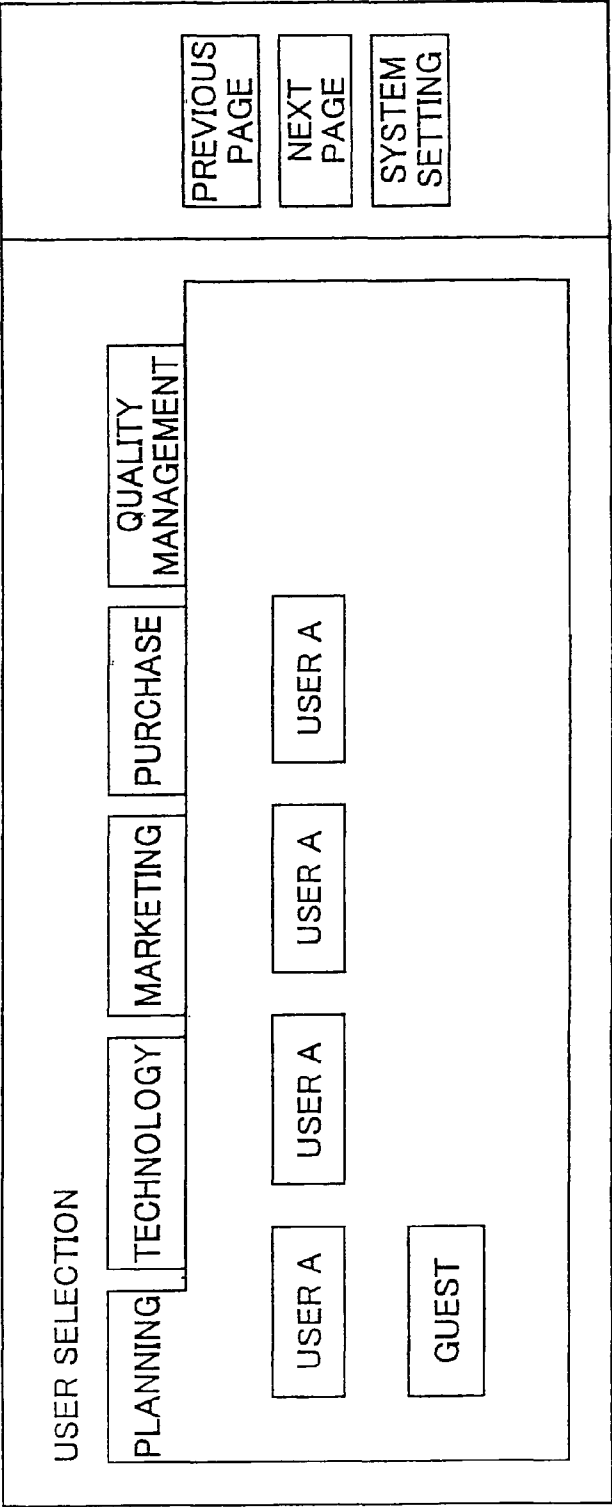 USER SELECTION
PLANNING
TECHNOLOGY
MARKETING
PURCHASE
QUALITY
MANAGEMENT
USER A
USER A
USER A
USER A
GUEST
PREVIOUS
PAGE
NEXT
PAGE
SYSTEM
SETTING